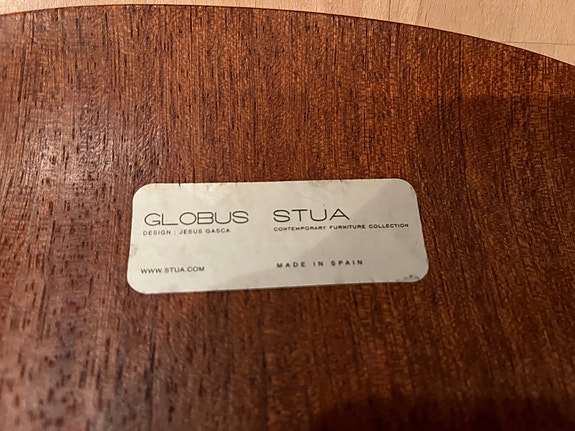 GLOBUS STUA
DESIGN : JESUS GASCA CONTEMPORARY FURNITURE COLLECTION
WWW.STUA.COM MADE IN SPAIN